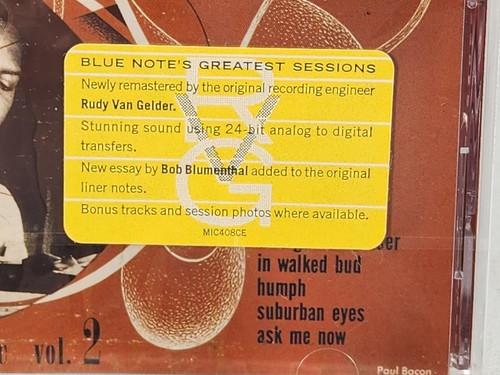 BLUE NOTE'S GREATEST SESSIONS
Newly remastered by the original recording engineer
Rudy Van Gelder.
Stunning sound using 24-bit analog to digital
transfers.
New essay by Bob Blumenthal added to the original
liner notes.
Bonus tracks and session photos where available.
MIC408CE
RVG
in walked bud
humph
suburban eyes
ask me now
vol. 2
Paul Bacon